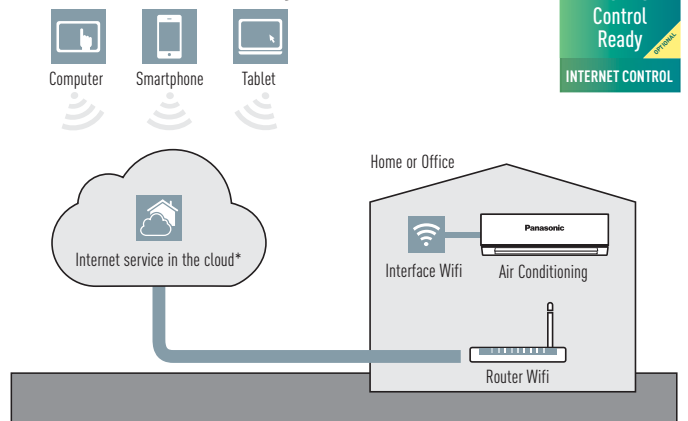 Control
Ready
OPTIONAL
INTERNET CONTROL
Computer
Smartphone
Tablet
Home or Office
Internet service in the cloud*
Panasonic
Interface Wifi
Air Conditioning
Router Wifi